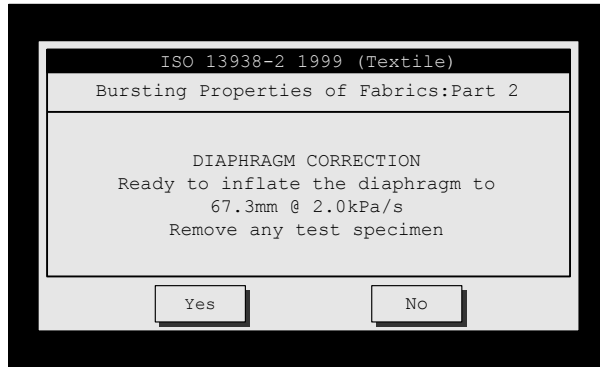 ISO 13938-2 1999 (Textile)
Bursting Properties of Fabrics:Part 2
DIAPHRAGM CORRECTION
Ready to inflate the diaphragm to
67.3mm @ 2.0kPa/s
Remove any test specimen
Yes
No